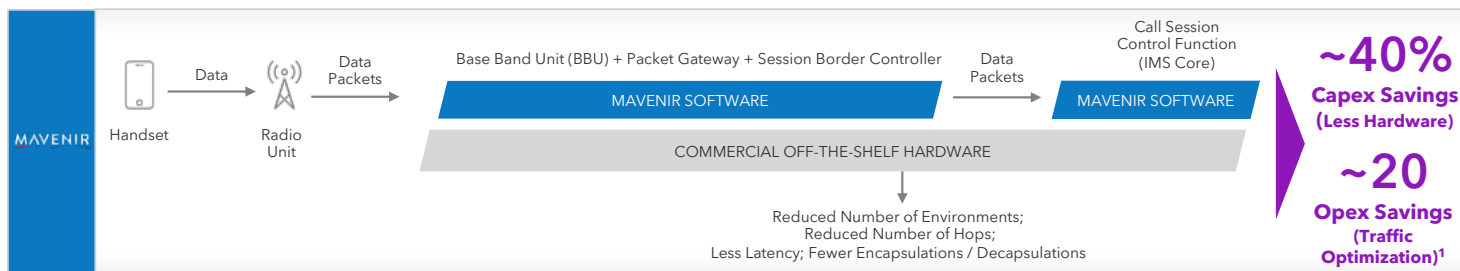 MAVENIR
Handset
Data
Radio
Unit
Data
Packets
Base Band Unit (BBU) + Packet Gateway + Session Border Controller
MAVENIR SOFTWARE
Data
Packets
Call Session
Control Function
(IMS Core)
MAVENIR SOFTWARE
COMMERCIAL OFF-THE-SHELF HARDWARE
Reduced Number of Environments;
Reduced Number of Hops;
Less Latency; Fewer Encapsulations / Decapsulations
~40%
Capex Savings
(Less Hardware)
~20
Opex Savings
(Traffic
Optimization)¹